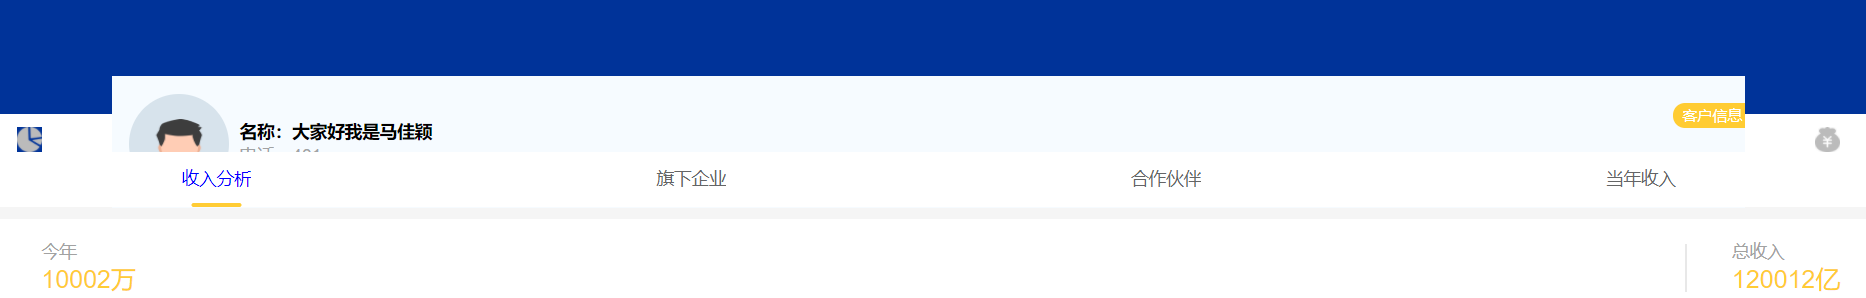 客户信息
名称：大家好我是马佳颖
收入分析 旗下企业 合作伙伴 当年收入
今年 总收入
10002万 120012亿